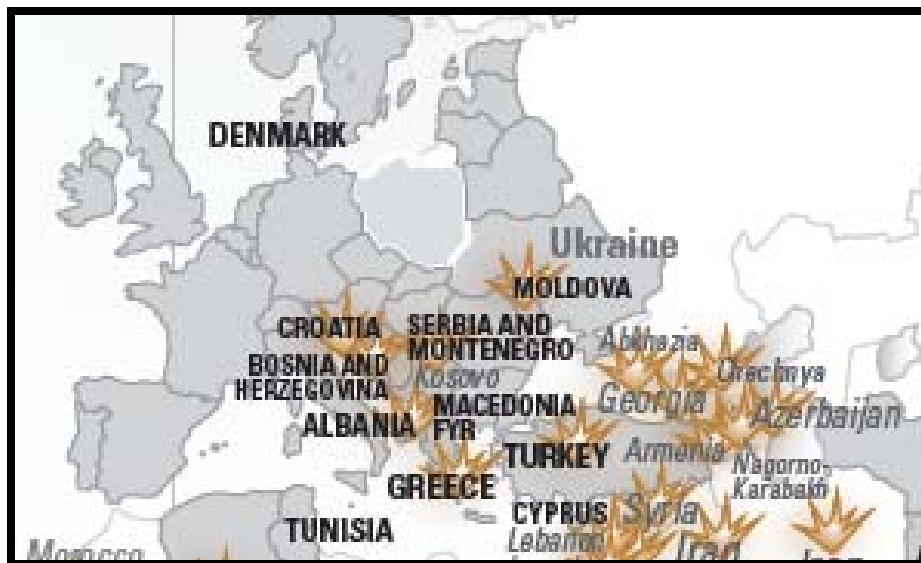 DENMARK
Ukraine
MOLDOVA
CROATIA
SERBIA AND
MONTENEGRO
Abkhazia
BOSNIA AND
HERZEGOVINA
Kosovo
Chechnya
Georgia
Azerbaijan
ALBANIA
MACEDONIA
FYR
TURKEY
Armenia
Nagorno-
Karabakh
GREECE
CYPRUS
Syria
TUNISIA
Lebanon
Iran
Morocco